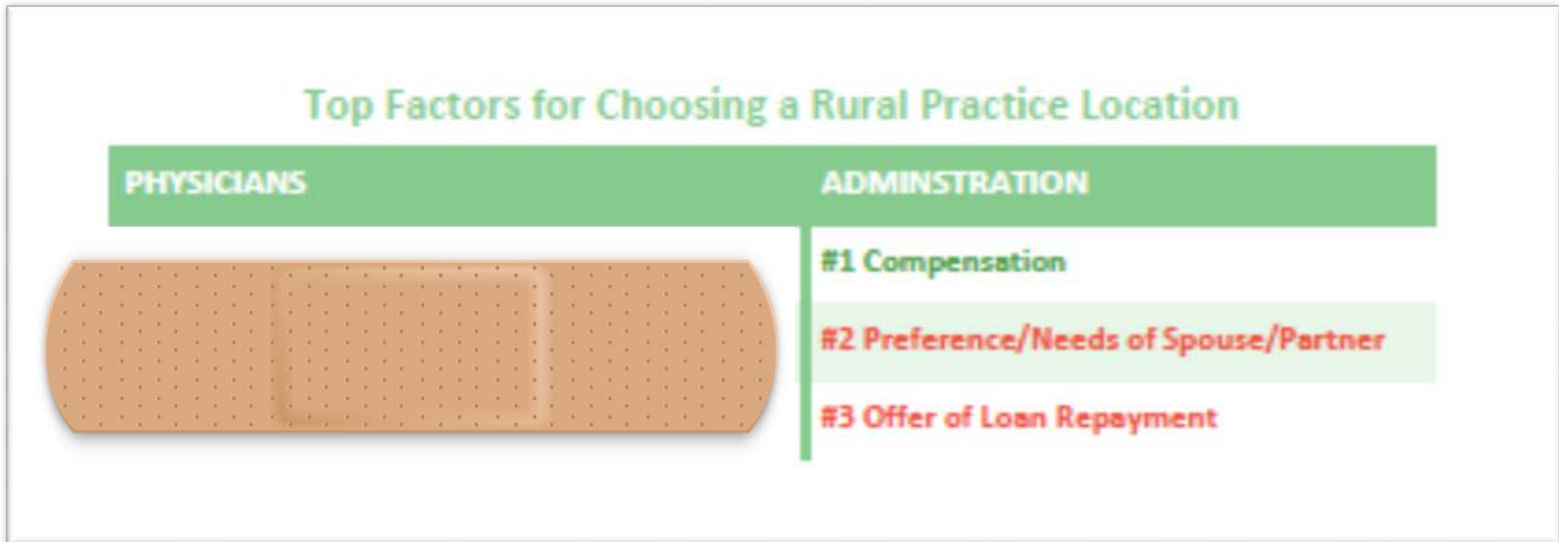 Top Factors for Choosing a Rural Practice Location
PHYSICIANS
ADMINSTRATION
#1 Compensation
#2 Preference/Needs of Spouse/Partner
#3 Offer of Loan Repayment